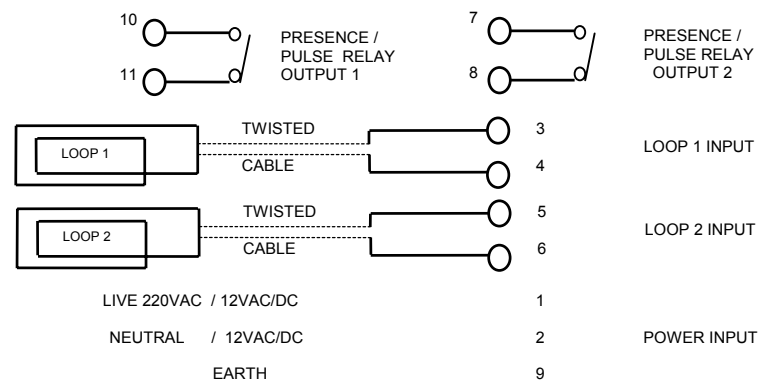 10
PRESENCE /
PULSE RELAY
OUTPUT 1
11
7
PRESENCE /
PULSE RELAY
OUTPUT 2
8
LOOP 1
TWISTED
CABLE
3
4
LOOP 1 INPUT
LOOP 2
TWISTED
CABLE
5
6
LOOP 2 INPUT
LIVE 220VAC / 12VAC/DC 1
NEUTRAL / 12VAC/DC 2 POWER INPUT
EARTH 9